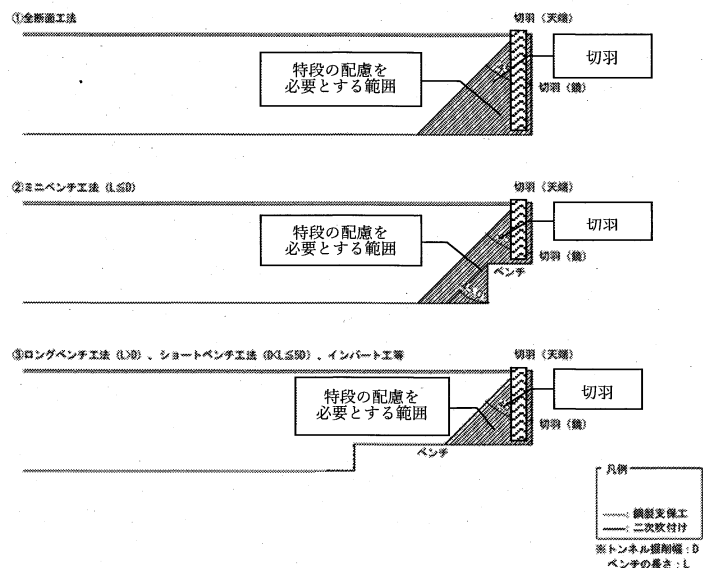 ①全断面工法
切羽（天端）
特段の配慮を
必要とする範囲
切羽
切羽（鏡）
②ミニベンチ工法（L≦D）
切羽（天端）
特段の配慮を
必要とする範囲
切羽
切羽（鏡）
ベンチ
③ロングベンチ工法（L>D）、ショートベンチ工法（D<L≦5D）、インバート工等
切羽（天端）
特段の配慮を
必要とする範囲
切羽
切羽（鏡）
ベンチ
凡例
：鋼製支保工
：二次吹付け
※トンネル掘削幅：D
ベンチの長さ：L